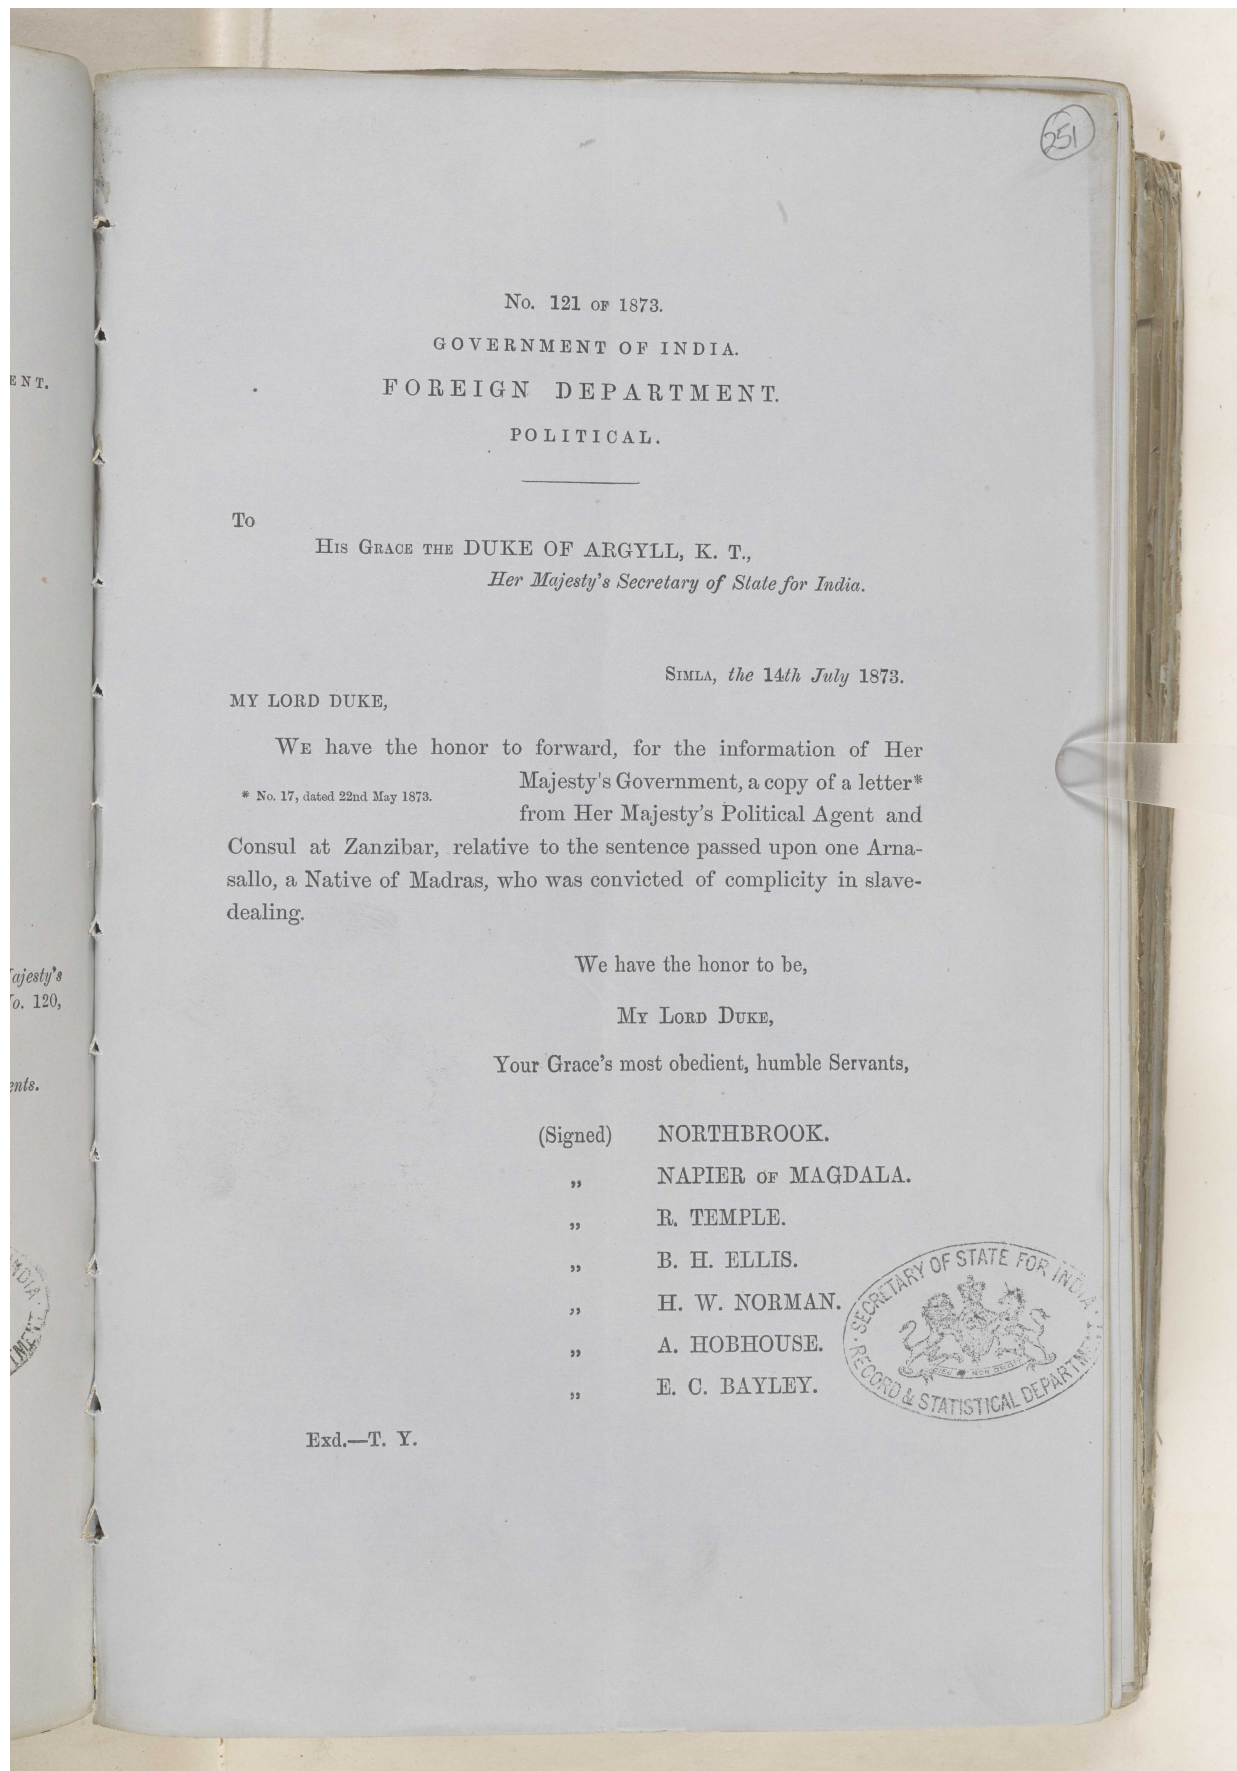 251
No. 121 OF 1873.
GOVERNMENT OF INDIA.
FOREIGN DEPARTMENT.
POLITICAL.
To
HIS GRACE THE DUKE OF ARGYLL, K. T.,
Her Majesty's Secretary of State for India.
SIMLA, the 14th July 1873.
MY LORD DUKE,
WE have the honor to forward, for the information of Her
Majesty's Government, a copy of a letter*
* No. 17, dated 22nd May 1873.
from Her Majesty's Political Agent and
Consul at Zanzibar, relative to the sentence passed upon one Arna-
sallo, a Native of Madras, who was convicted of complicity in slave-
dealing.
We have the honor to be,
MY LORD DUKE,
Your Grace's most obedient, humble Servants,
(Signed) NORTHBROOK.
„ NAPIER OF MAGDALA.
„ R. TEMPLE.
„ B. H. ELLIS.
„ H. W. NORMAN.
„ A. HOBHOUSE.
„ E. C. BAYLEY.
Exd.—T. Y.
SECRETARY OF STATE FOR INDIA
RECORD & STATISTICAL DEPARTMENT
ENT.
ajesty's
o. 120,
ents.